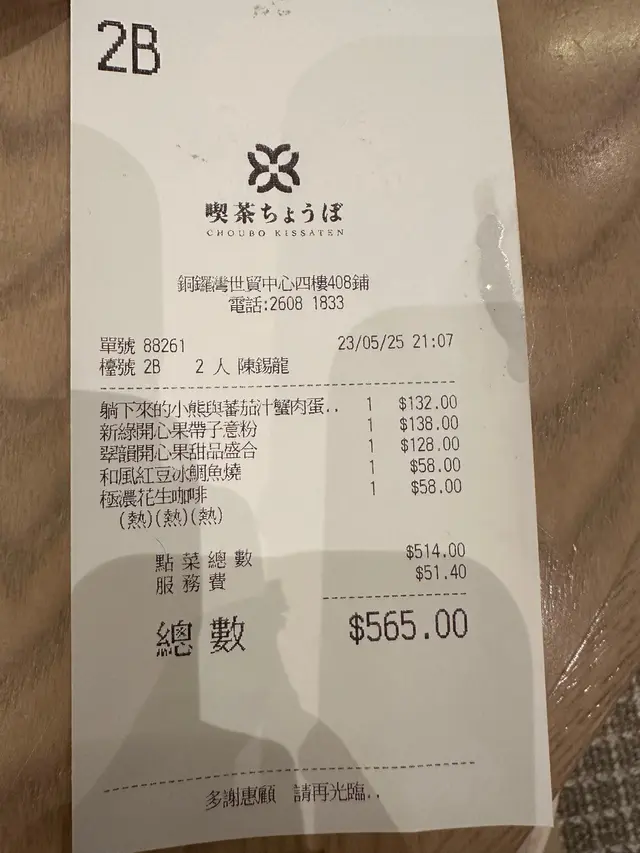 2B
喫茶ちょうぼ
CHOUBO KISSATEN
銅鑼灣世貿中心四樓408鋪
電話:2608 1833
單號 88261 23/05/25 21:07
檯號 2B 2 人 陳錫龍
躺下來的小熊與蕃茄汁蟹肉蛋.. 1 $132.00
新綠開心果帶子意粉 1 $138.00
翠韻開心果甜品盛合 1 $128.00
和風紅豆冰鯛魚燒 1 $58.00
極濃花生咖啡 1 $58.00
(熱)(熱)(熱)
點菜總數 $514.00
服務費 $51.40
總數 $565.00
多謝惠顧 請再光臨..